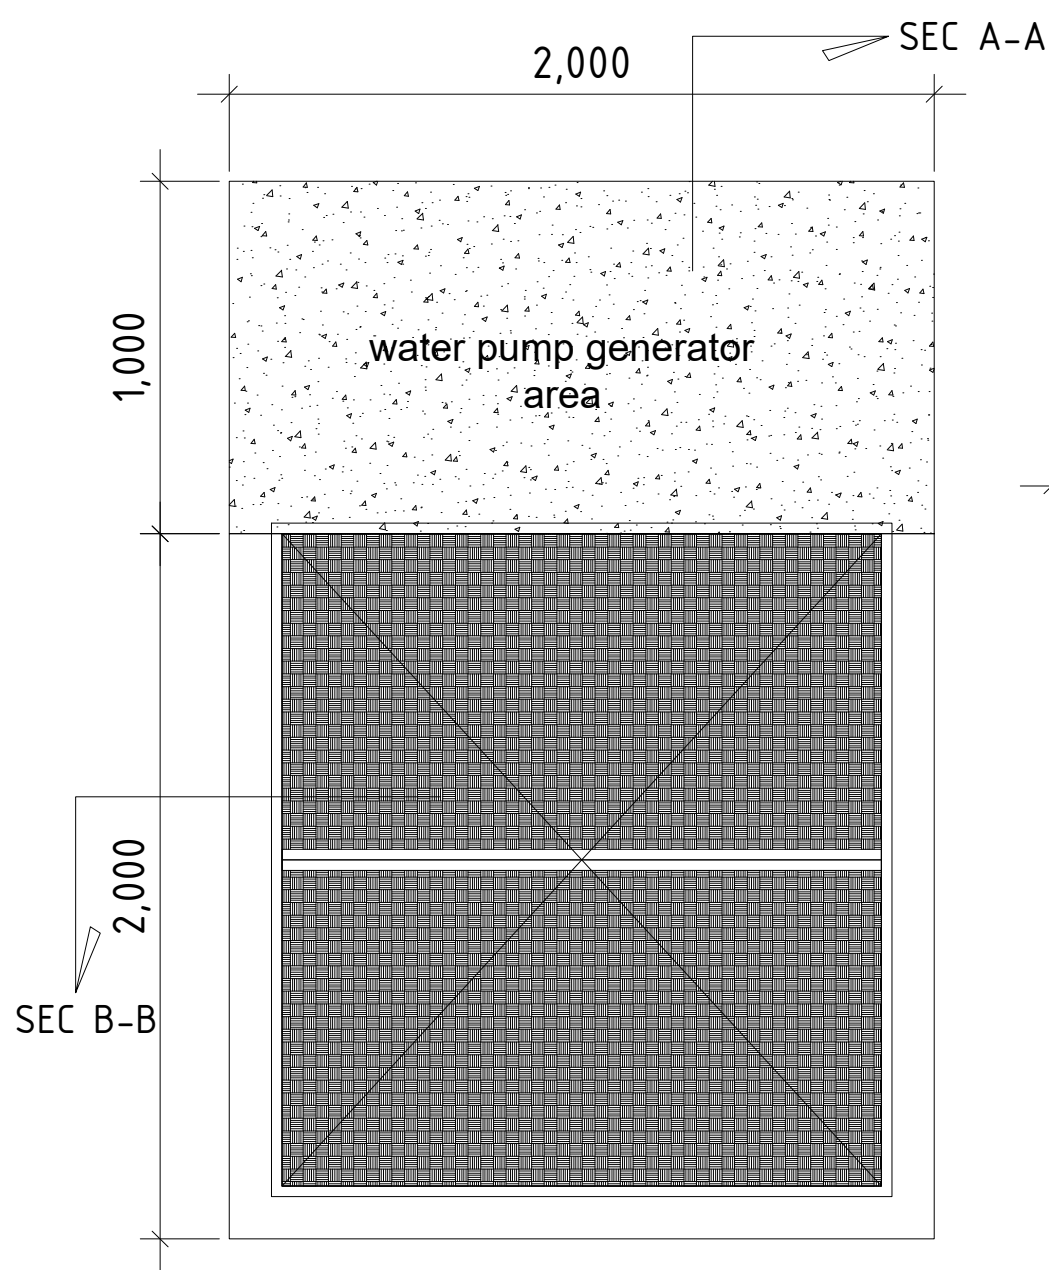 SEC A-A
2,000
1,000
water pump generator
area
2,000
SEC B-B